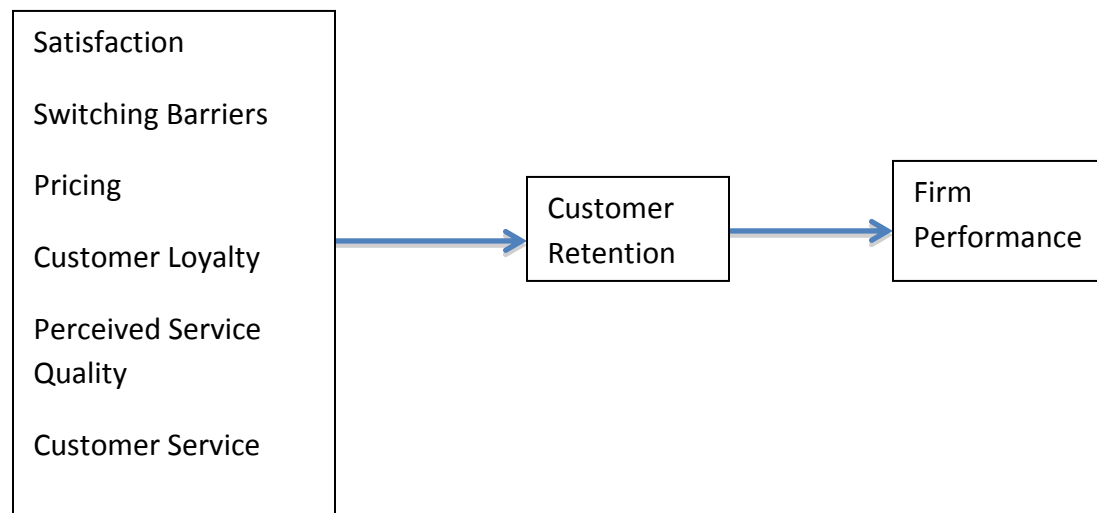 Satisfaction
Switching Barriers
Pricing
Customer Loyalty
Perceived Service
Quality
Customer Service
Customer
Retention
Firm
Performance